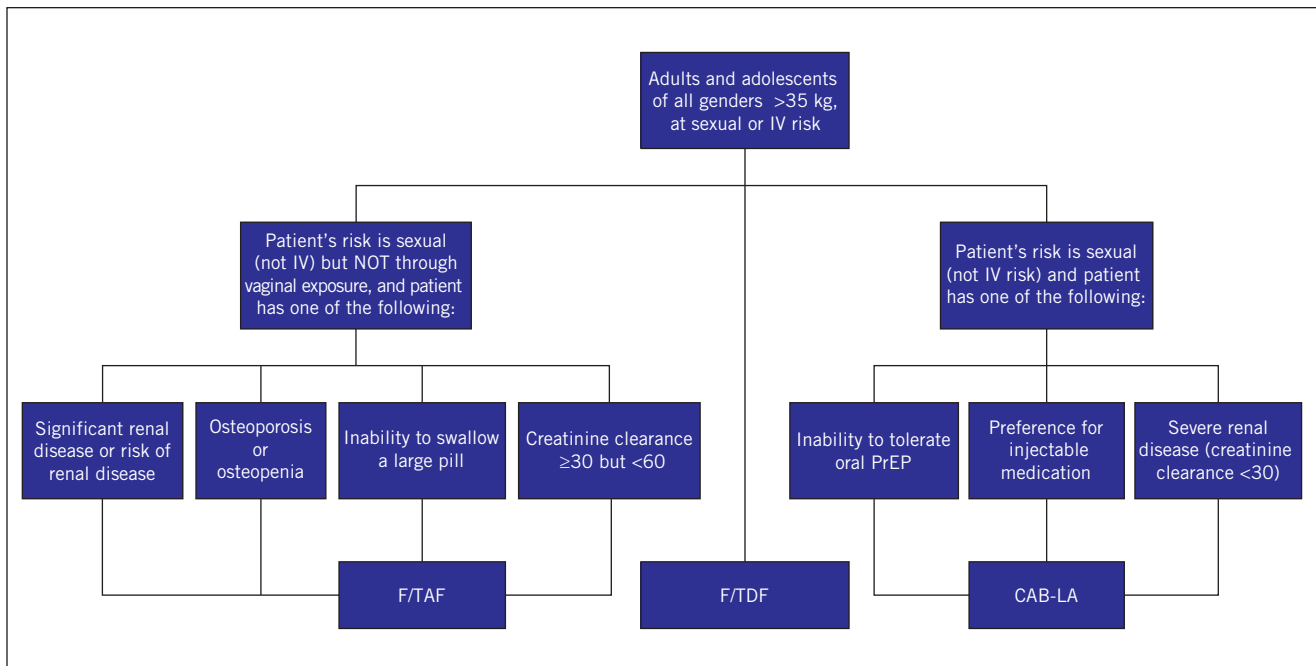 Adults and adolescents
of all genders >35 kg,
at sexual or IV risk
Patient's risk is sexual
(not IV) but NOT through
vaginal exposure, and patient
has one of the following:
Patient's risk is sexual
(not IV risk) and patient
has one of the following:
Significant renal
disease or risk of
renal disease
Osteoporosis
or
osteopenia
Inability to swallow
a large pill
Creatinine clearance
≥30 but <60
Inability to tolerate
oral PrEP
Preference for
injectable
medication
Severe renal
disease (creatinine
clearance <30)
F/TAF
F/TDF
CAB-LA